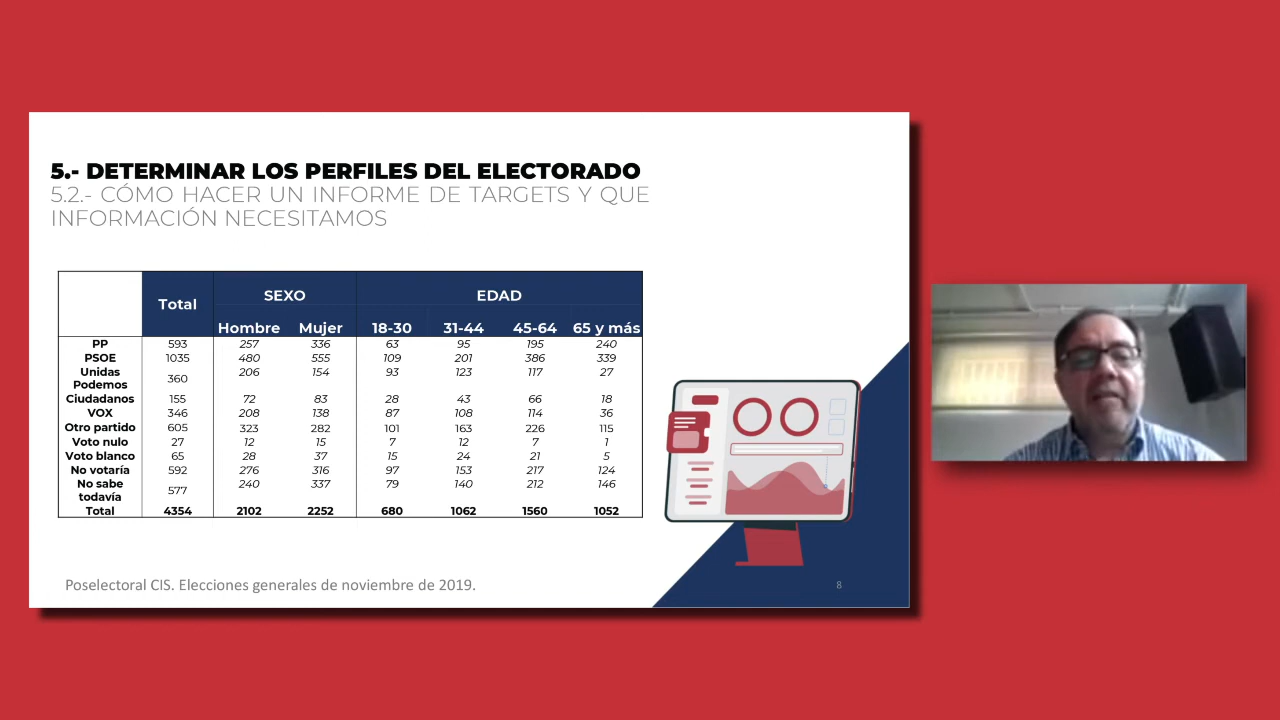 5.- DETERMINAR LOS PERFILES DEL ELECTORADO
5.2.- CÓMO HACER UN INFORME DE TARGETS Y QUE
INFORMACIÓN NECESITAMOS
Total SEXO EDAD
Hombre Mujer 18-30 31-44 45-64 65 y más
PP 593 257 336 63 95 195 240
PSOE 1035 480 555 109 201 386 339
Unidas Podemos 360 206 154 93 123 117 27
Ciudadanos 155 72 83 28 43 66 18
VOX 346 208 138 87 108 114 36
Otro partido 605 323 282 101 163 226 115
Voto nulo 27 12 15 7 12 7 1
Voto blanco 65 28 37 15 24 21 5
No votaría 592 276 316 97 153 217 124
No sabe todavía 577 240 337 79 140 212 146
Total 4354 2102 2252 680 1062 1560 1052
Poselectoral CIS. Elecciones generales de noviembre de 2019.
8